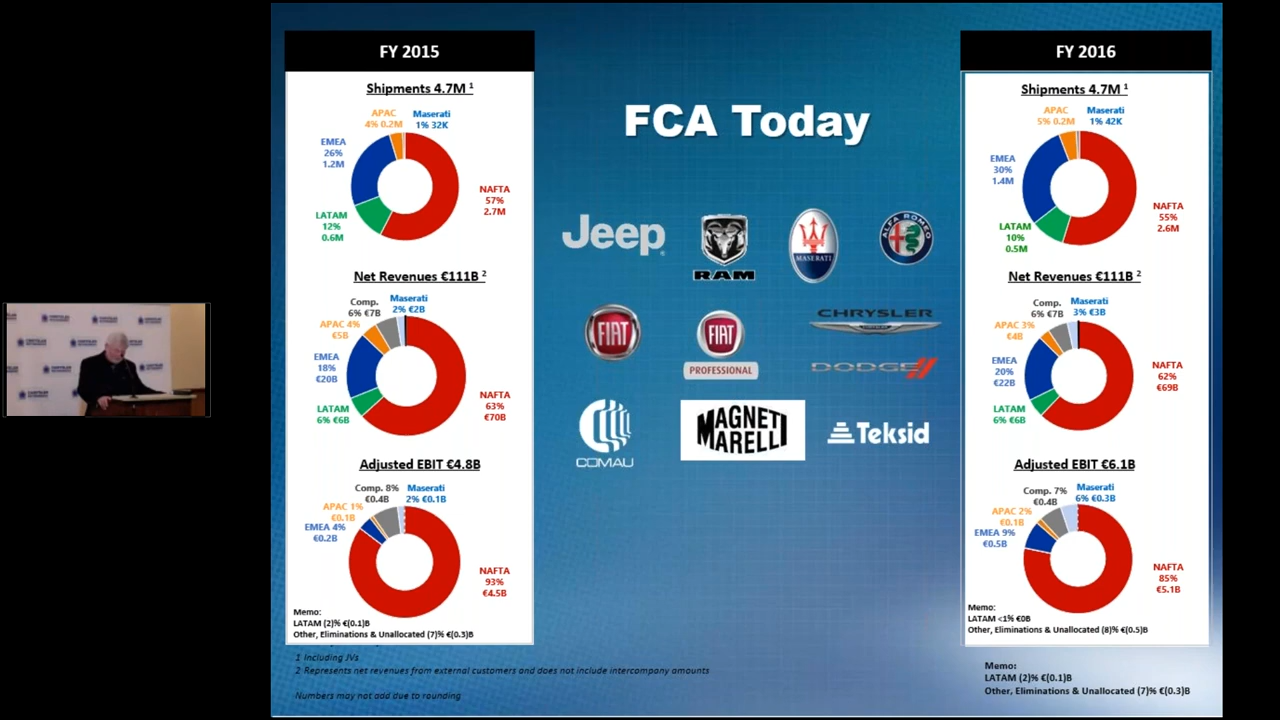 FY 2015
Shipments 4.7M ¹
APAC
4% 0.2M
Maserati
1% 32K
EMEA
26%
1.2M
NAFTA
57%
2.7M
LATAM
12%
0.6M
Net Revenues €111B ²
Comp.
6% €7B
Maserati
2% €2B
APAC 4%
€5B
EMEA
18%
€20B
NAFTA
63%
€70B
LATAM
6% €6B
Adjusted EBIT €4.8B
Comp. 8%
€0.4B
Maserati
2% €0.1B
APAC 1%
€0.1B
EMEA 4%
€0.2B
NAFTA
93%
€4.5B
Memo:
LATAM (2)% €(0.1)B
Other, Eliminations & Unallocated (7)% €(0.3)B
1 Including JVs
2 Represents net revenues from external customers and does not include intercompany amounts
Numbers may not add due to rounding
FCA Today
Jeep
RAM
MASERATI
ALFA ROMEO
FIAT
FIAT
PROFESSIONAL
CHRYSLER
DODGE
COMAU
MAGNETI
MARELLI
Teksid
FY 2016
Shipments 4.7M ¹
APAC
5% 0.2M
Maserati
1% 42K
EMEA
30%
1.4M
NAFTA
55%
2.6M
LATAM
10%
0.5M
Net Revenues €111B ²
Comp.
6% €7B
Maserati
3% €3B
APAC 3%
€4B
EMEA
20%
€22B
NAFTA
62%
€69B
LATAM
6% €6B
Adjusted EBIT €6.1B
Comp. 7%
€0.4B
Maserati
6% €0.3B
APAC 2%
€0.1B
EMEA 9%
€0.5B
NAFTA
85%
€5.1B
Memo:
LATAM <1% €0B
Other, Eliminations & Unallocated (8)% €(0.5)B
Memo:
LATAM (2)% €(0.1)B
Other, Eliminations & Unallocated (7)% €(0.3)B